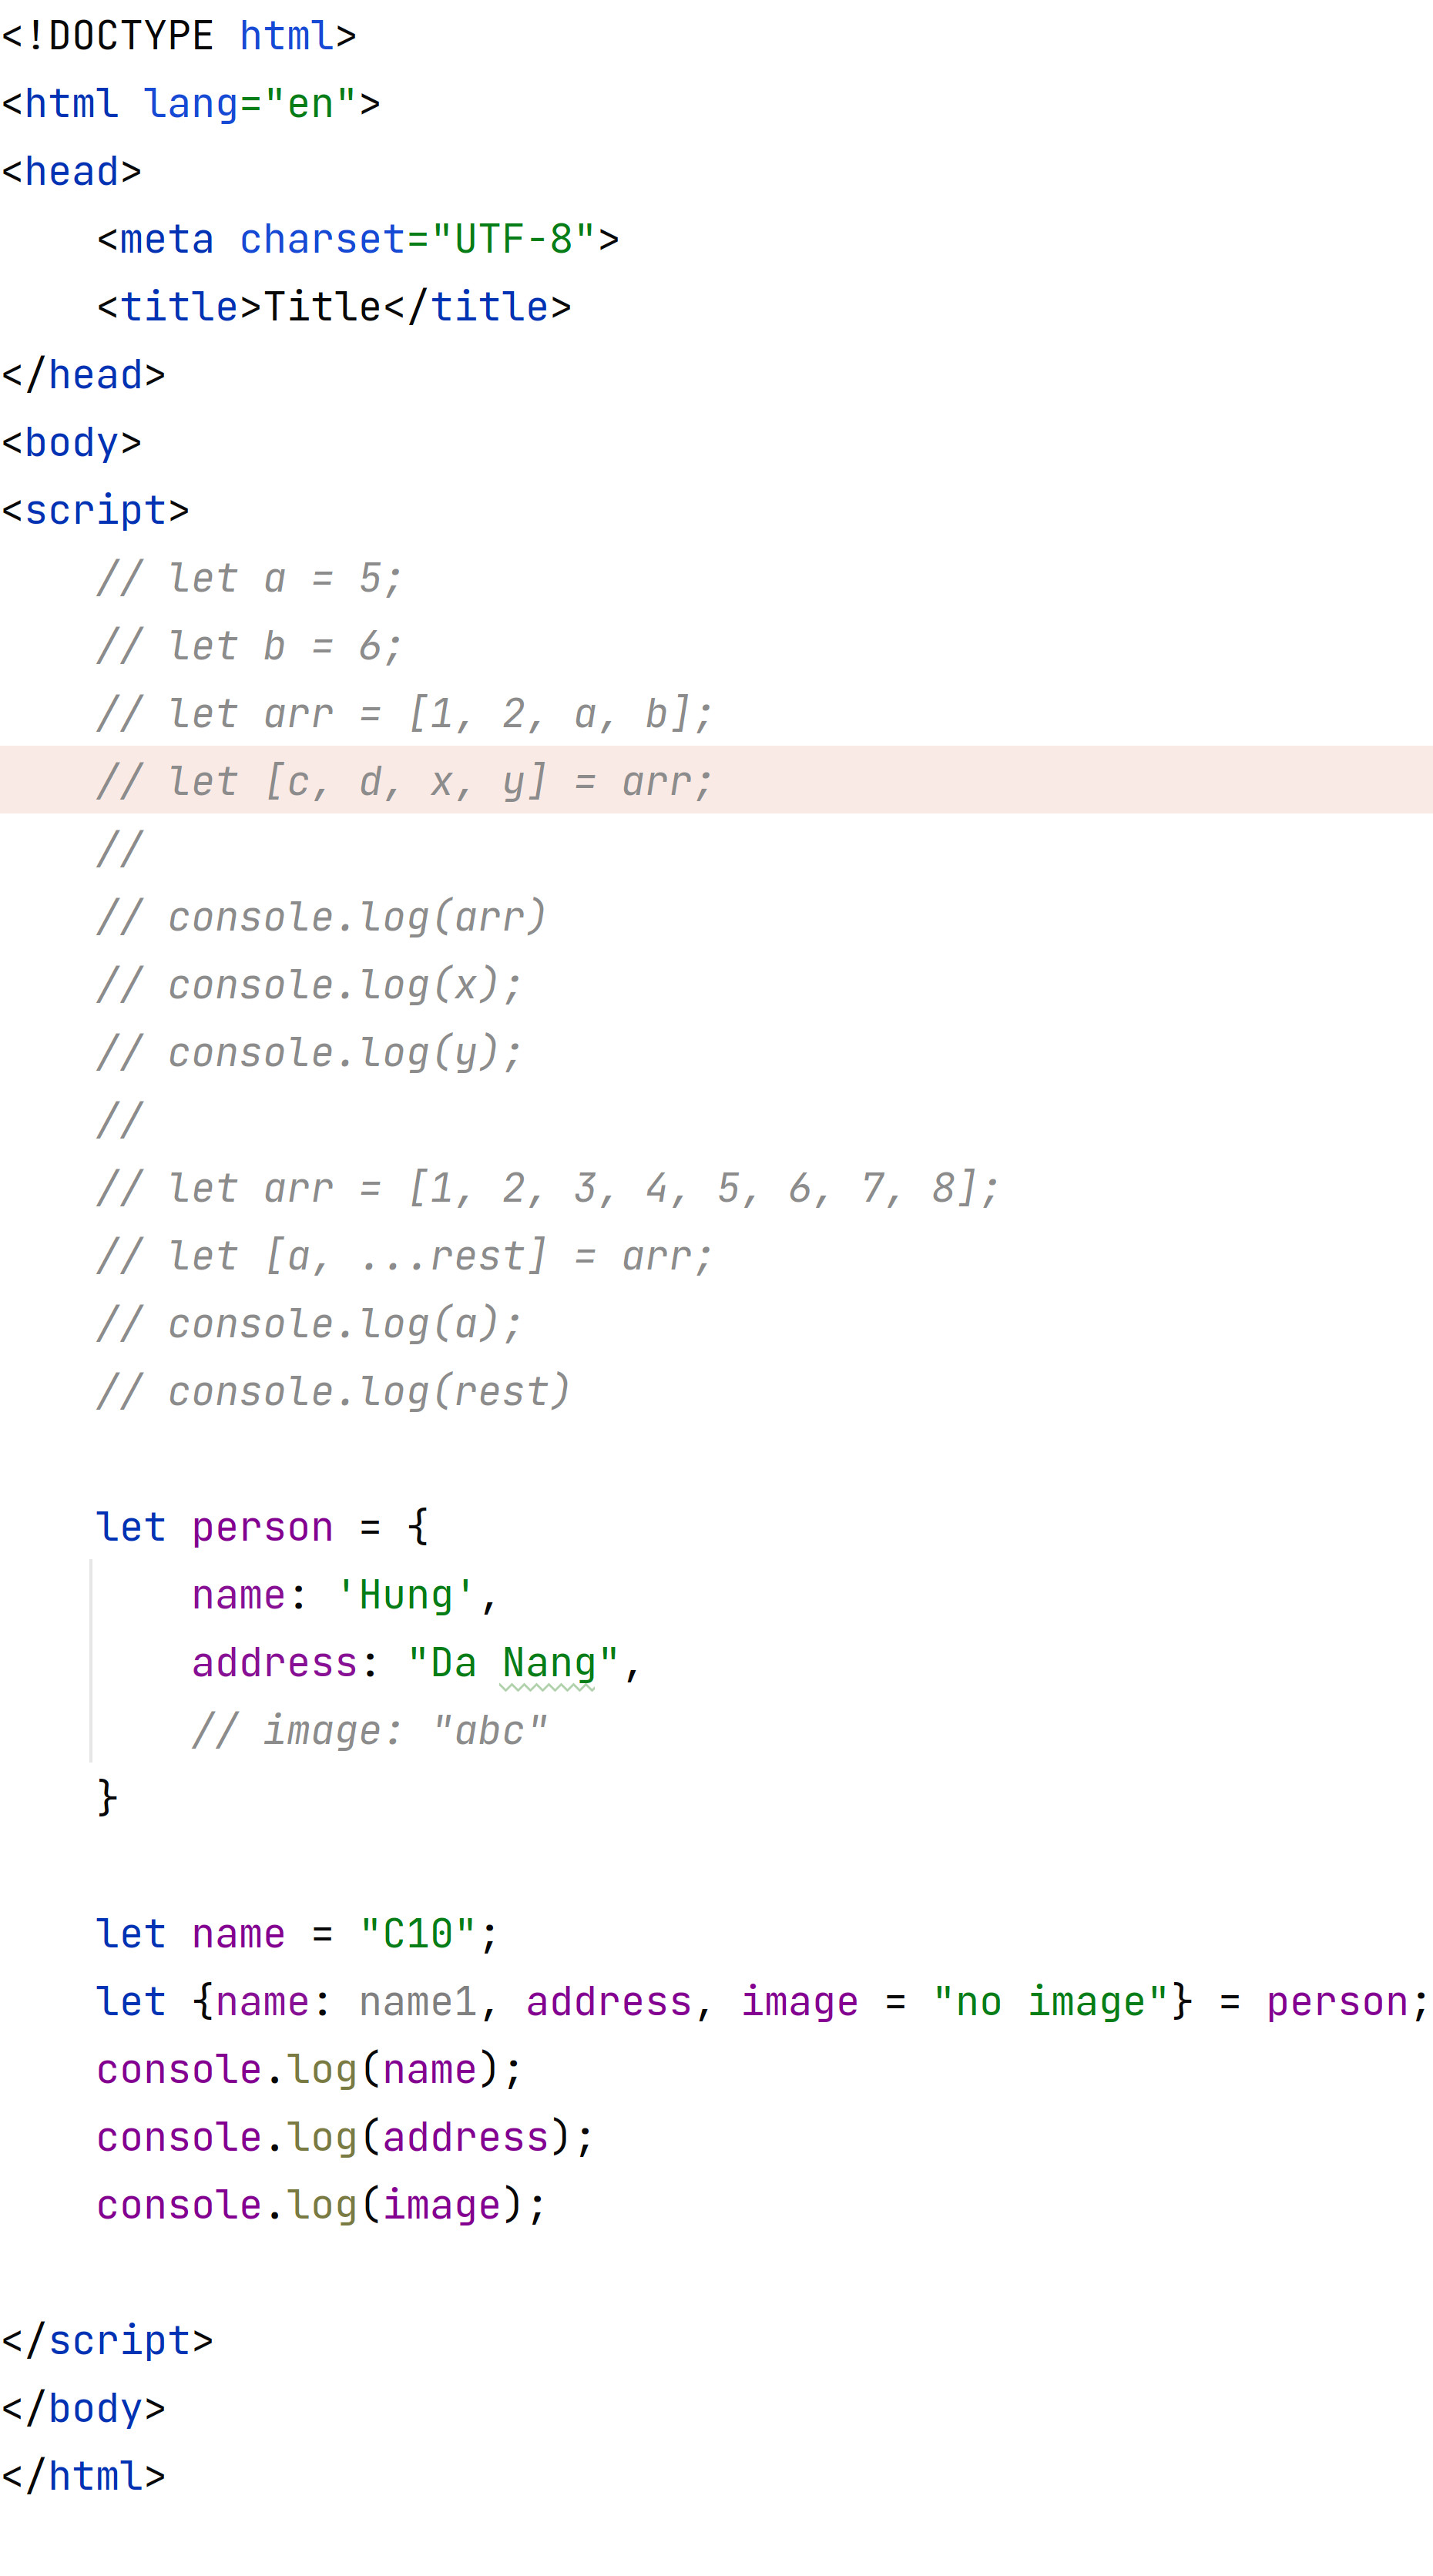 <!DOCTYPE html>
<html lang="en">
<head>
    <meta charset="UTF-8">
    <title>Title</title>
</head>
<body>
<script>
    // let a = 5;
    // let b = 6;
    // let arr = [1, 2, a, b];
    // let [c, d, x, y] = arr;
    //
    // console.log(arr)
    // console.log(x);
    // console.log(y);
    //
    // let arr = [1, 2, 3, 4, 5, 6, 7, 8];
    // let [a, ...rest] = arr;
    // console.log(a);
    // console.log(rest)

    let person = {
        name: 'Hung',
        address: "Da Nang",
        // image: "abc"
    }

    let name = "C10";
    let {name: name1, address, image = "no image"} = person;
    console.log(name);
    console.log(address);
    console.log(image);

</script>
</body>
</html>